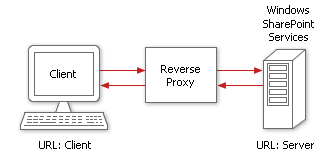 Windows
SharePoint
Services
Client
Reverse
Proxy
URL: Client
URL: Server